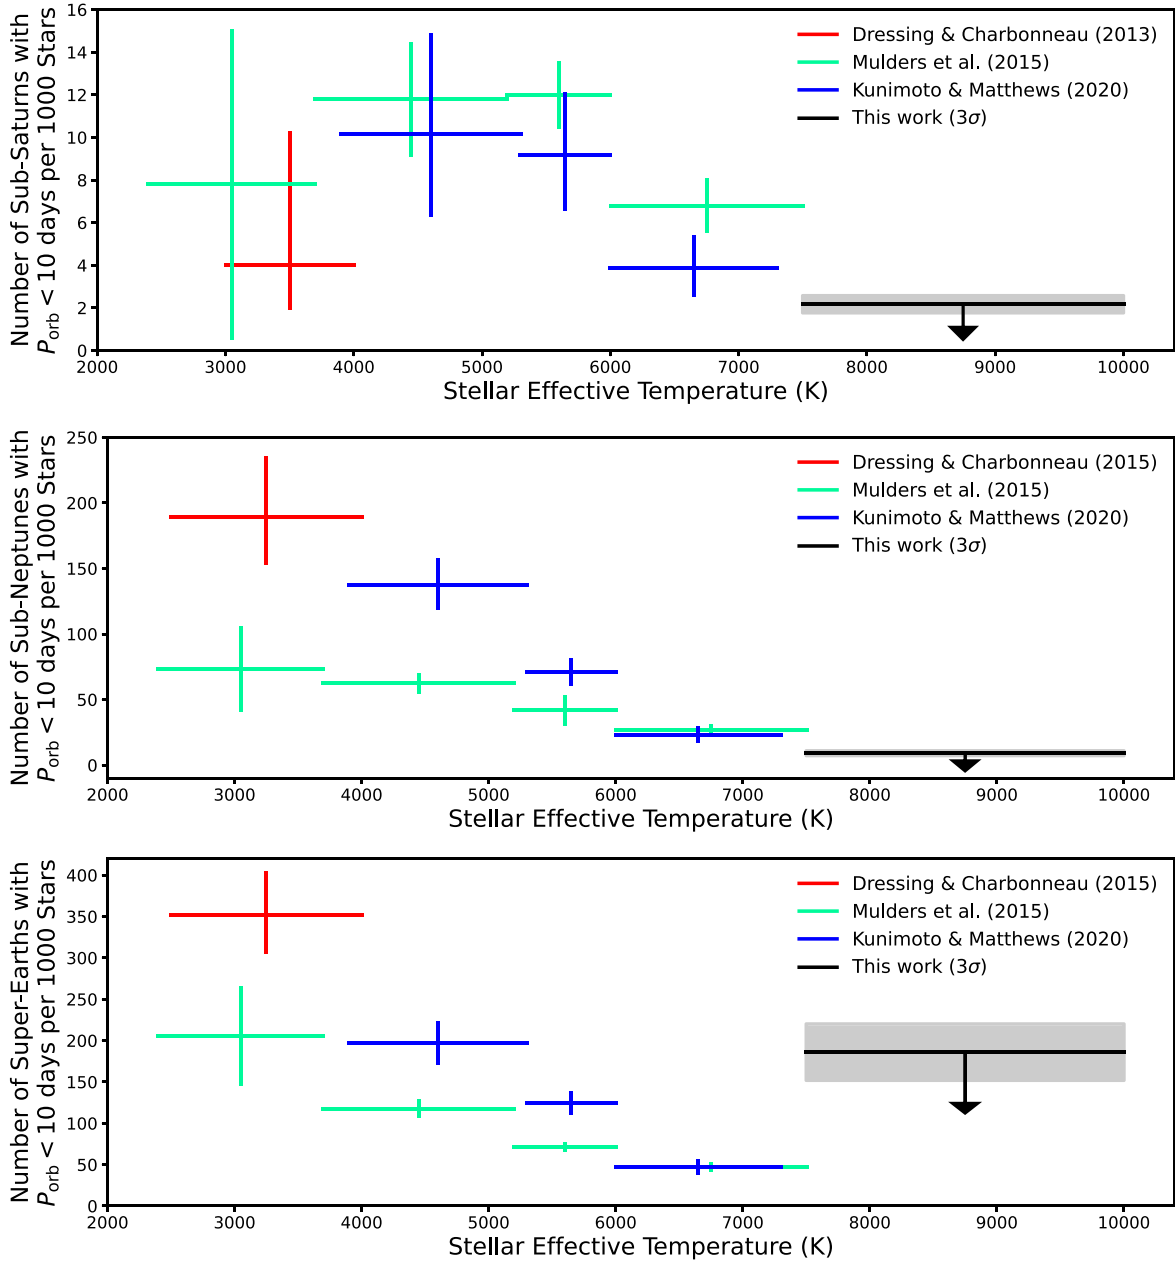 Number of Sub-Saturns with
P_orb < 10 days per 1000 Stars
16
14
12
10
8
6
4
2
0
Dressing & Charbonneau (2013)
Mulders et al. (2015)
Kunimoto & Matthews (2020)
This work (3σ)
2000 3000 4000 5000 6000 7000 8000 9000 10000
Stellar Effective Temperature (K)
Number of Sub-Neptunes with
P_orb < 10 days per 1000 Stars
250
200
150
100
50
0
Dressing & Charbonneau (2015)
Mulders et al. (2015)
Kunimoto & Matthews (2020)
This work (3σ)
2000 3000 4000 5000 6000 7000 8000 9000 10000
Stellar Effective Temperature (K)
Number of Super-Earths with
P_orb < 10 days per 1000 Stars
400
350
300
250
200
150
100
50
0
Dressing & Charbonneau (2015)
Mulders et al. (2015)
Kunimoto & Matthews (2020)
This work (3σ)
2000 3000 4000 5000 6000 7000 8000 9000 10000
Stellar Effective Temperature (K)